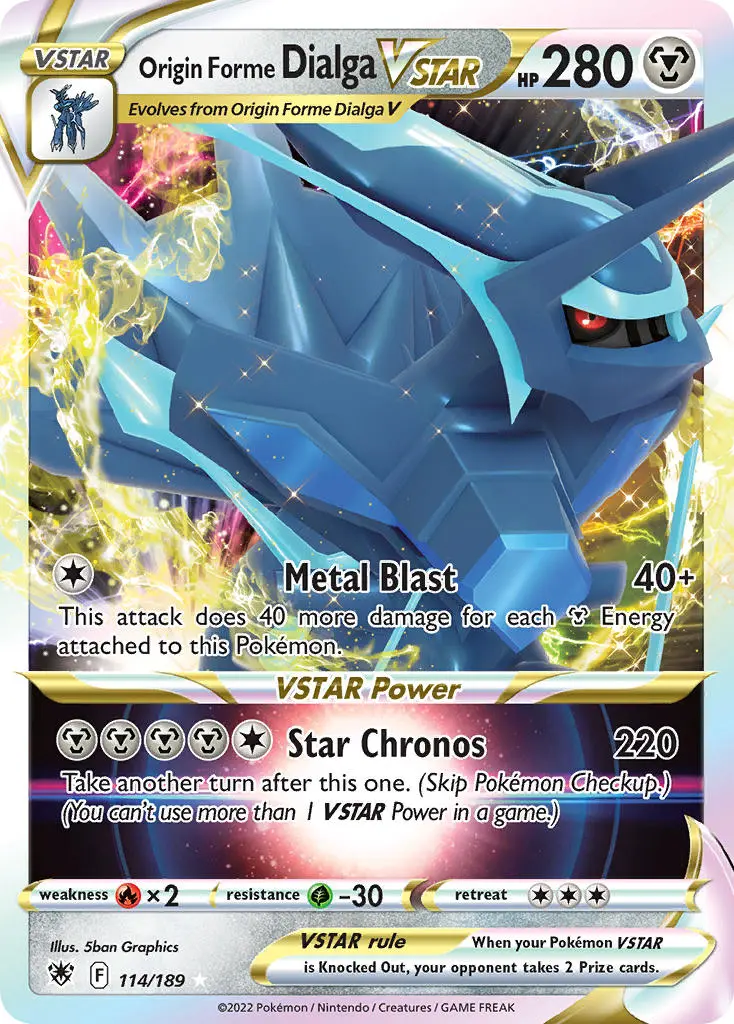 VSTAR
Origin Forme Dialga VSTAR HP 280
Evolves from Origin Forme Dialga V
Metal Blast 40+
This attack does 40 more damage for each Energy
attached to this Pokémon.
VSTAR Power
Star Chronos 220
Take another turn after this one. (Skip Pokémon Checkup.)
(You can't use more than 1 VSTAR Power in a game.)
weakness ×2 resistance -30 retreat
Illus. 5ban Graphics
VSTAR rule When your Pokémon VSTAR
is Knocked Out, your opponent takes 2 Prize cards.
F 114/189
©2022 Pokémon / Nintendo / Creatures / GAME FREAK